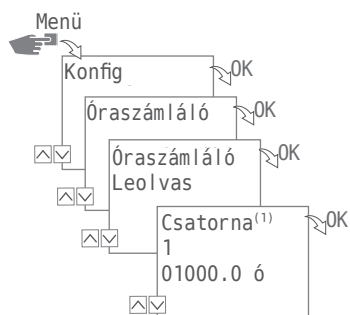 Menü
Konfig
OK
Óraszámláló
OK
Óraszámláló
Leolvas
OK
Csatorna(1)
1
01000.0 ó
OK